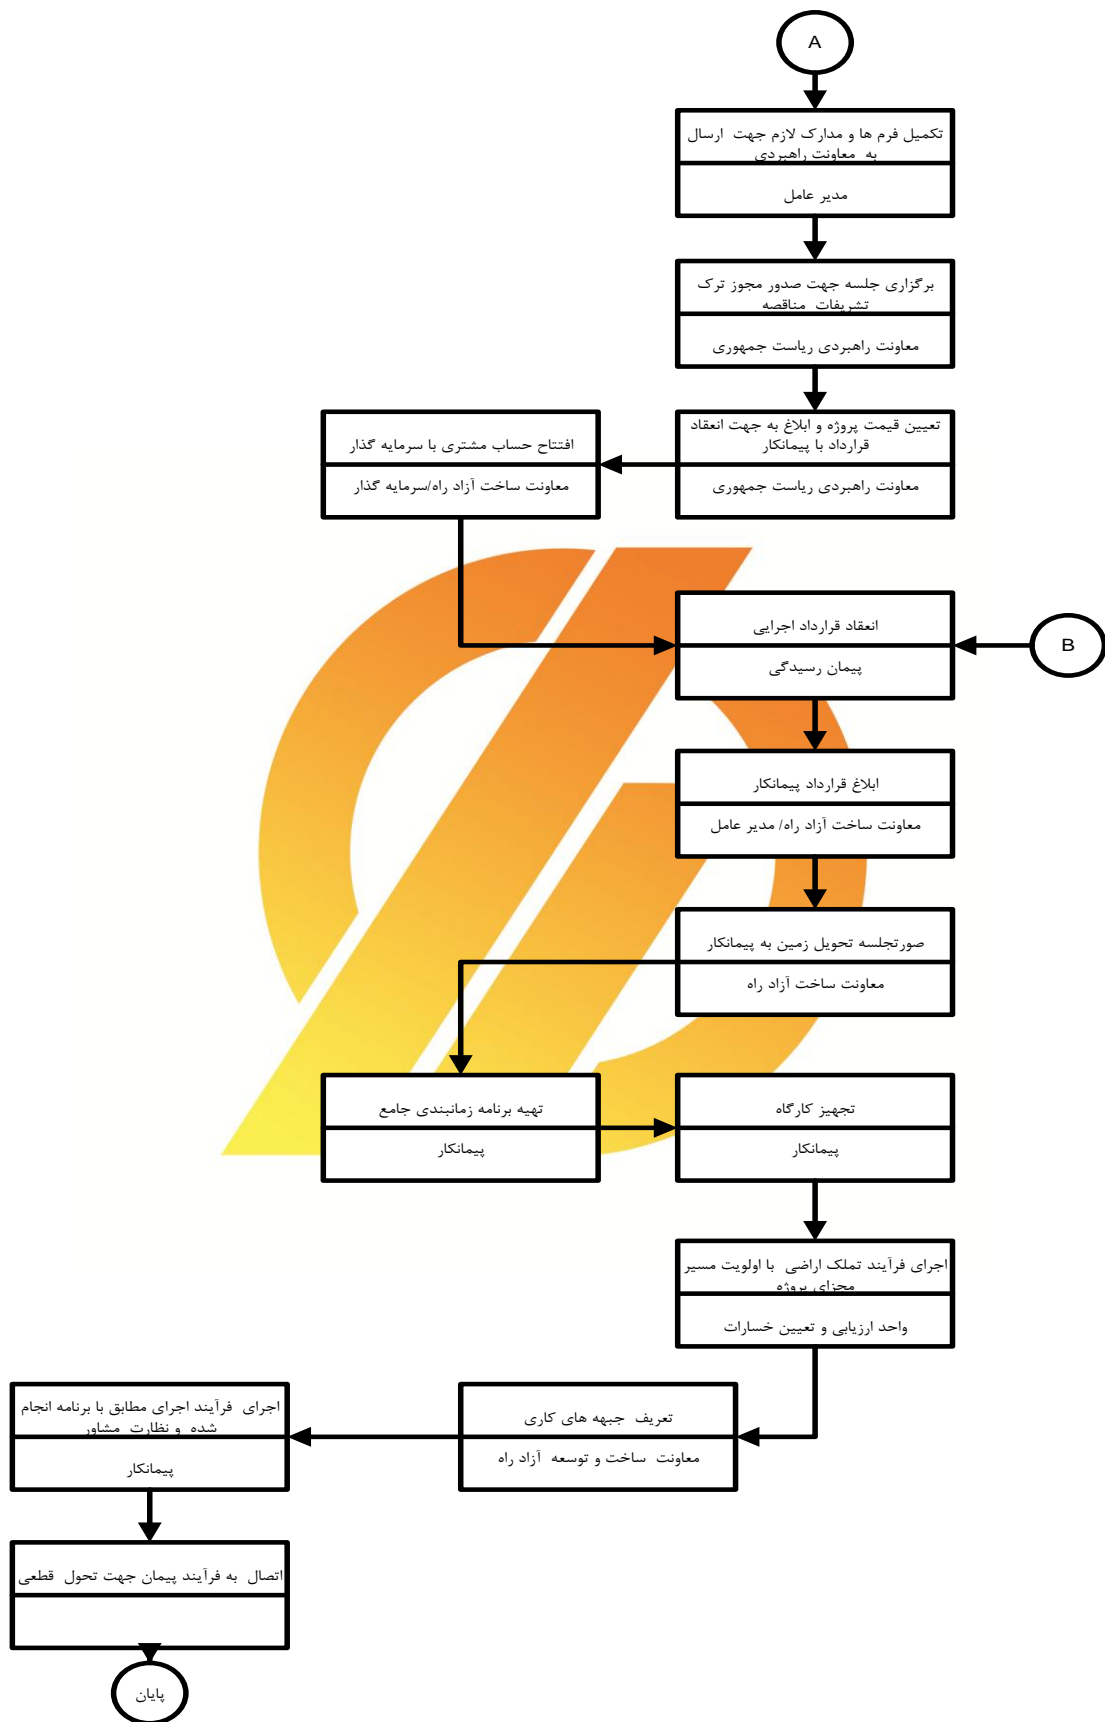 A
تکمیل فرم ها و مدارک لازم جهت ارسال
به معاونت راهبردی
مدیر عامل
برگزاری جلسه جهت صدور مجوز ترک
تشریفات مناقصه
معاونت راهبردی ریاست جمهوری
تعیین قیمت پروژه و ابلاغ به جهت انعقاد
قرارداد با پیمانکار
معاونت راهبردی ریاست جمهوری
افتتاح حساب مشتری با سرمایه گذار
معاونت ساخت آزاد راه/سرمایه گذار
انعقاد قرارداد اجرایی
پیمان رسیدگی
B
ابلاغ قرارداد پیمانکار
معاونت ساخت آزاد راه/ مدیر عامل
صورتجلسه تحویل زمین به پیمانکار
معاونت ساخت آزاد راه
تهیه برنامه زمانبندی جامع
پیمانکار
تجهیز کارگاه
پیمانکار
اجرای فرآیند تملک اراضی با اولویت مسیر
مجزای پروژه
واحد ارزیابی و تعیین خسارات
تعریف جبهه های کاری
معاونت ساخت و توسعه آزاد راه
اجرای فرآیند اجرای مطابق با برنامه انجام
شده و نظارت مشاور
پیمانکار
اتصال به فرآیند پیمان جهت تحول قطعی
پایان